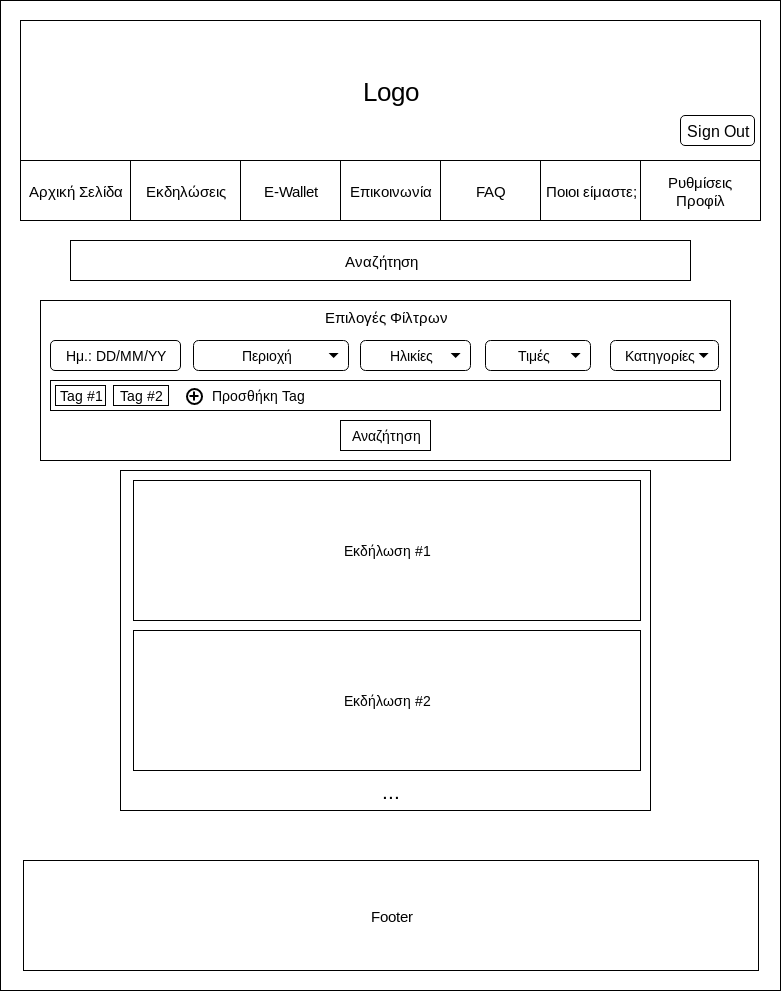 Logo
Sign Out
Αρχική Σελίδα
Εκδηλώσεις
E-Wallet
Επικοινωνία
FAQ
Ποιοι είμαστε;
Ρυθμίσεις
Προφίλ
Αναζήτηση
Επιλογές Φίλτρων
Ημ.: DD/MM/YY
Περιοχή
Ηλικίες
Τιμές
Κατηγορίες
Tag #1
Tag #2
Προσθήκη Tag
Αναζήτηση
Εκδήλωση #1
Εκδήλωση #2
...
Footer